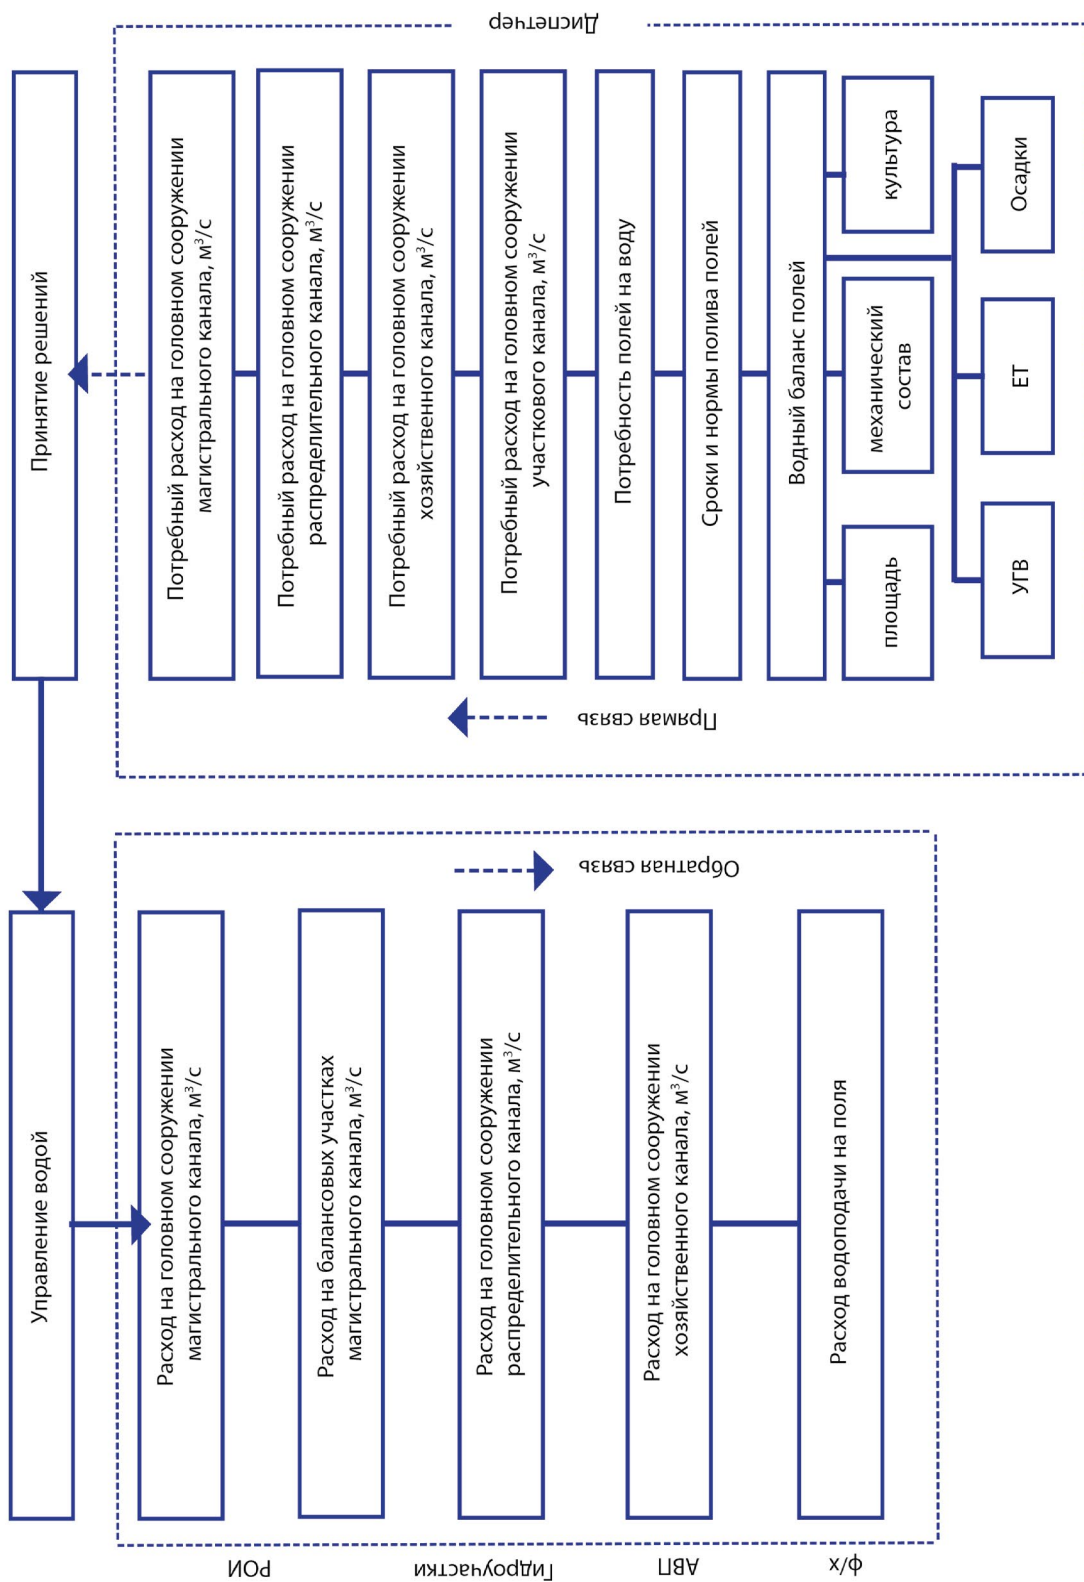 Управление водой
Расход на головном сооружении
магистрального канала, м³/с
Расход на балансовых участках
магистрального канала, м³/с
Расход на головном сооружении
распределительного канала, м³/с
Расход на головном сооружении
хозяйственного канала, м³/с
Расход водоподачи на поля
РОИ
Гидроучастки
АВП
ф/х
Обратная связь
Принятие решений
Потребный расход на головном сооружении
магистрального канала, м³/с
Потребный расход на головном сооружении
распределительного канала, м³/с
Потребный расход на головном сооружении
хозяйственного канала, м³/с
Потребный расход на головном сооружении
участкового канала, м³/с
Потребность полей на воду
Сроки и нормы полива полей
Водный баланс полей
площадь
механический
состав
культура
УГВ
ЕТ
Осадки
Прямая связь
Диспетчер